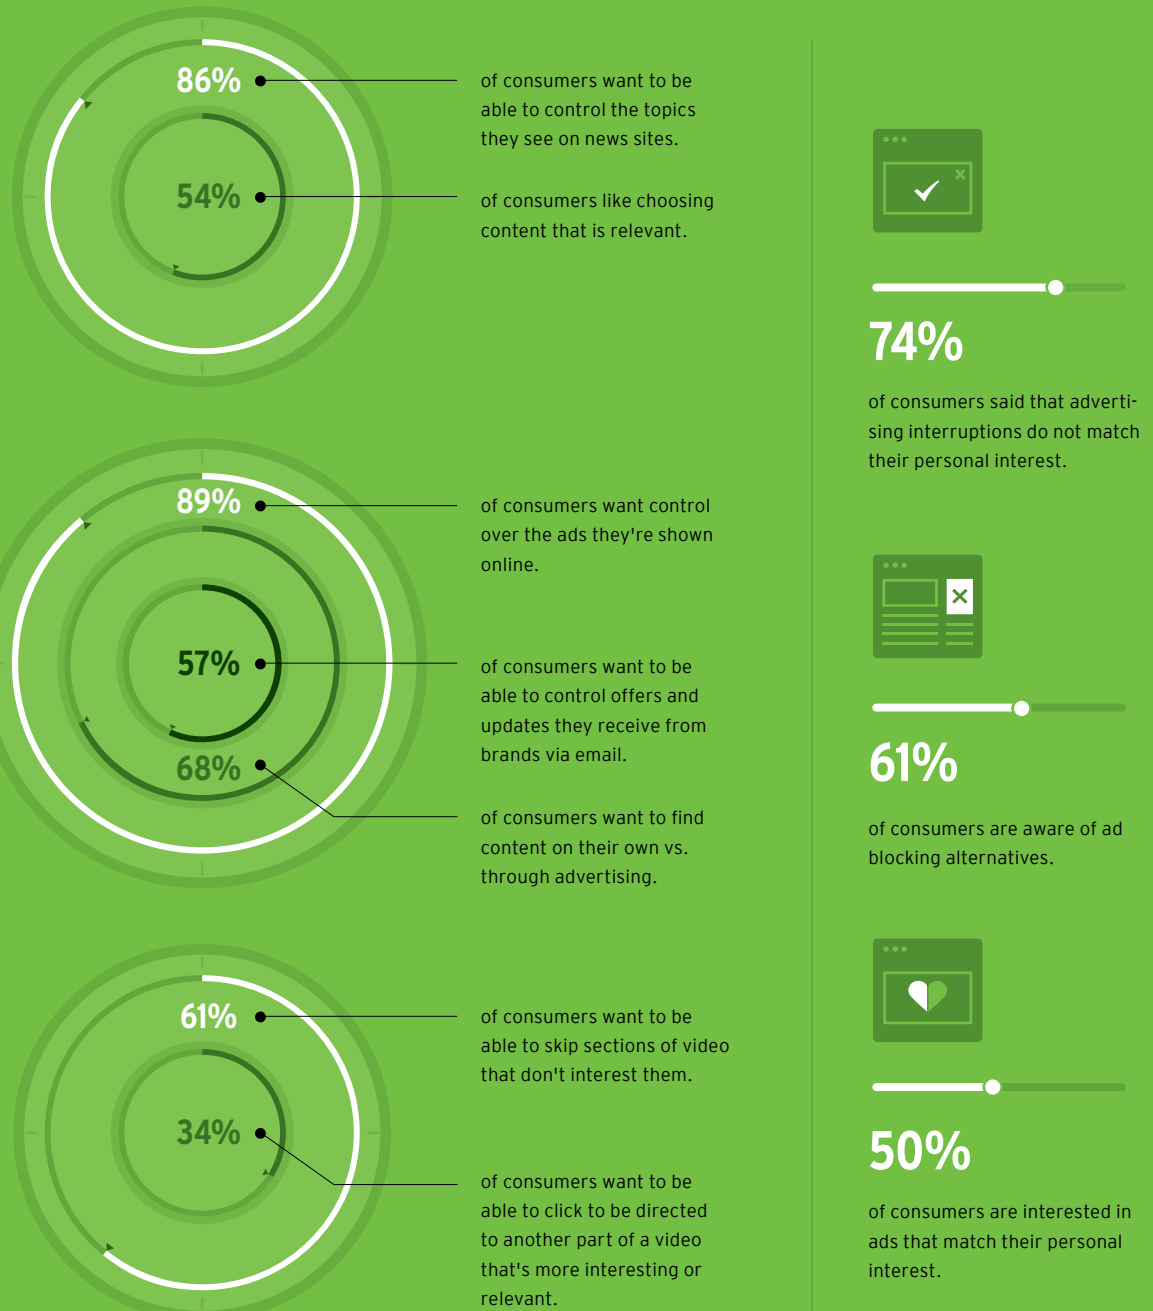 86%
of consumers want to be
able to control the topics
they see on news sites.
54%
of consumers like choosing
content that is relevant.
89%
of consumers want control
over the ads they're shown
online.
57%
of consumers want to be
able to control offers and
updates they receive from
brands via email.
68%
of consumers want to find
content on their own vs.
through advertising.
61%
of consumers want to be
able to skip sections of video
that don't interest them.
34%
of consumers want to be
able to click to be directed
to another part of a video
that's more interesting or
relevant.
74%
of consumers said that adverti-
sing interruptions do not match
their personal interest.
61%
of consumers are aware of ad
blocking alternatives.
50%
of consumers are interested in
ads that match their personal
interest.